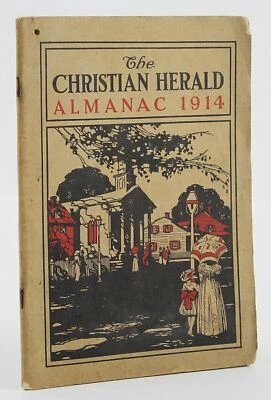 The
CHRISTIAN HERALD
ALMANAC 1914